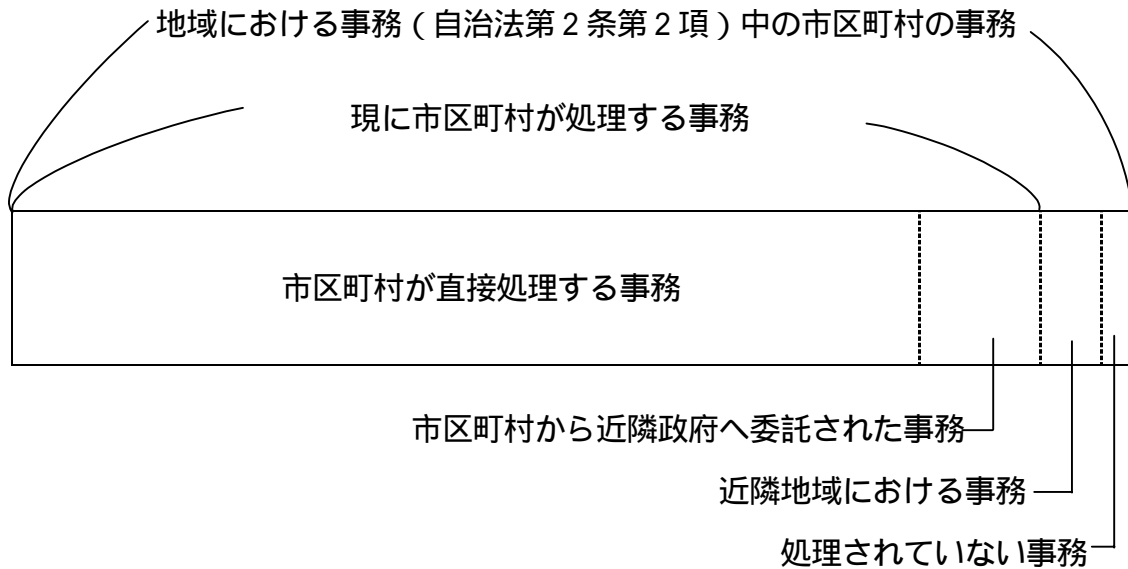 地域における事務（自治法第２条第２項）中の市区町村の事務
現に市区町村が処理する事務
市区町村が直接処理する事務
市区町村から近隣政府へ委託された事務
近隣地域における事務
処理されていない事務